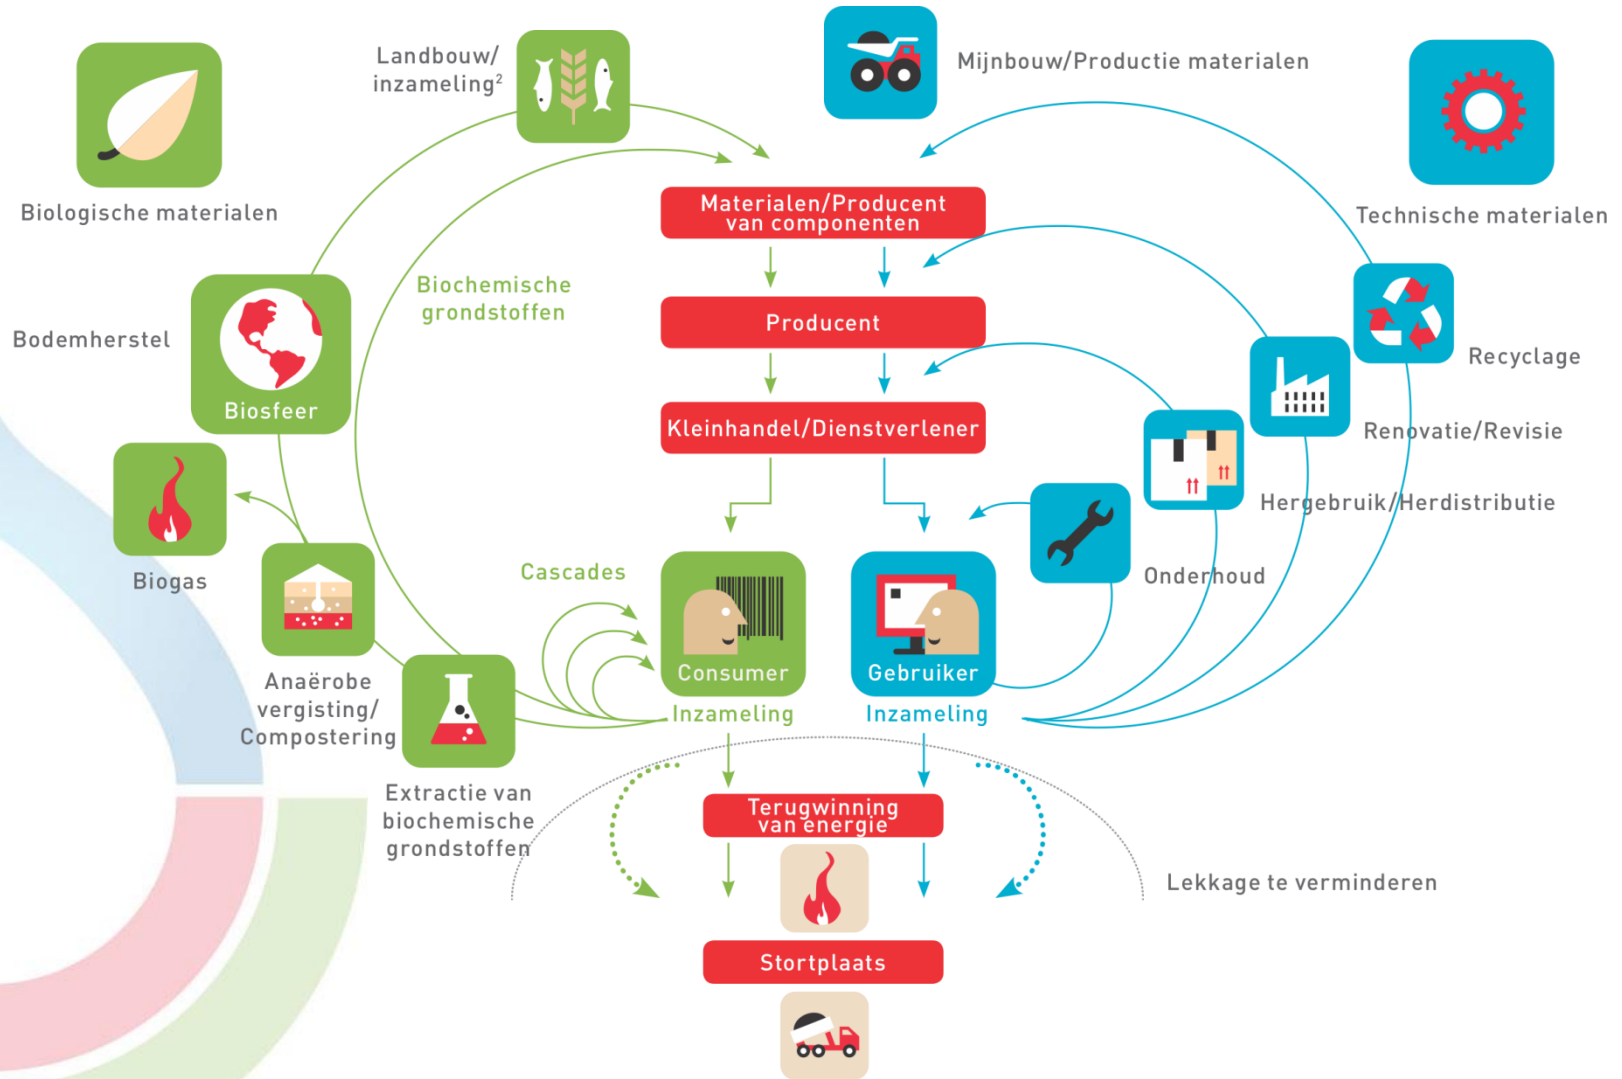 Landbouw/
inzameling²
Mijnbouw/Productie materialen
Biologische materialen
Technische materialen
Materialen/Producent
van componenten
Biochemische
grondstoffen
Producent
Bodemherstel
Biosfeer
Recyclage
Kleinhandel/Dienstverlener
Renovatie/Revisie
Hergebruik/Herdistributie
Biogas
Cascades
Onderhoud
Consumer
Gebruiker
Anaërobe
vergisting/
Compostering
Inzameling
Inzameling
Extractie van
biochemische
grondstoffen
Terugwinning
van energie
Lekkage te verminderen
Stortplaats